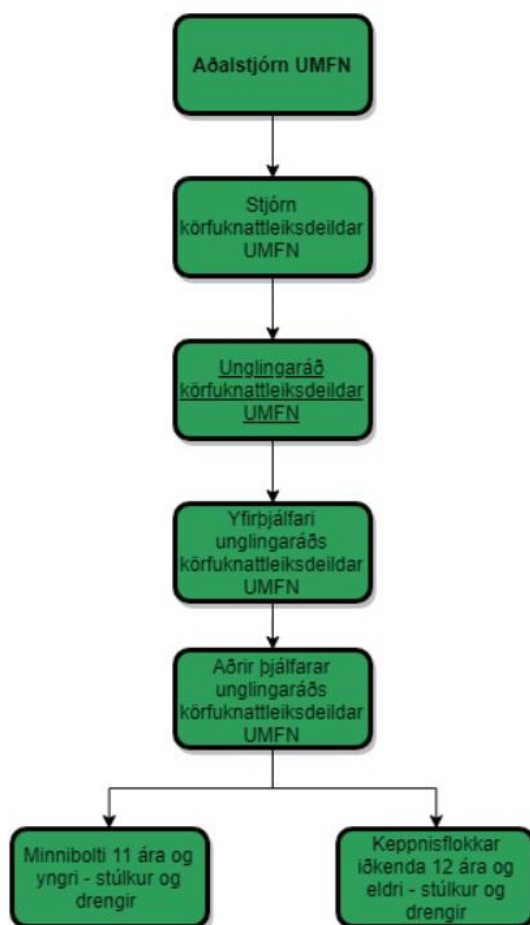 Aðalstjórn UMFN
Stjórn
körfuknattleiksdeildar
UMFN
Unglingaráð
körfuknattleiksdeildar
UMFN
Yfirþjálfari
unglingaráðs
körfuknattleiksdeildar
UMFN
Aðrir þjálfarar
unglingaráðs
körfuknattleiksdeildar
UMFN
Minnibolti 11 ára og
yngri - stúlkur og
drengir
Keppnisflokkar
iðkenda 12 ára og
eldri - stúlkur og
drengir